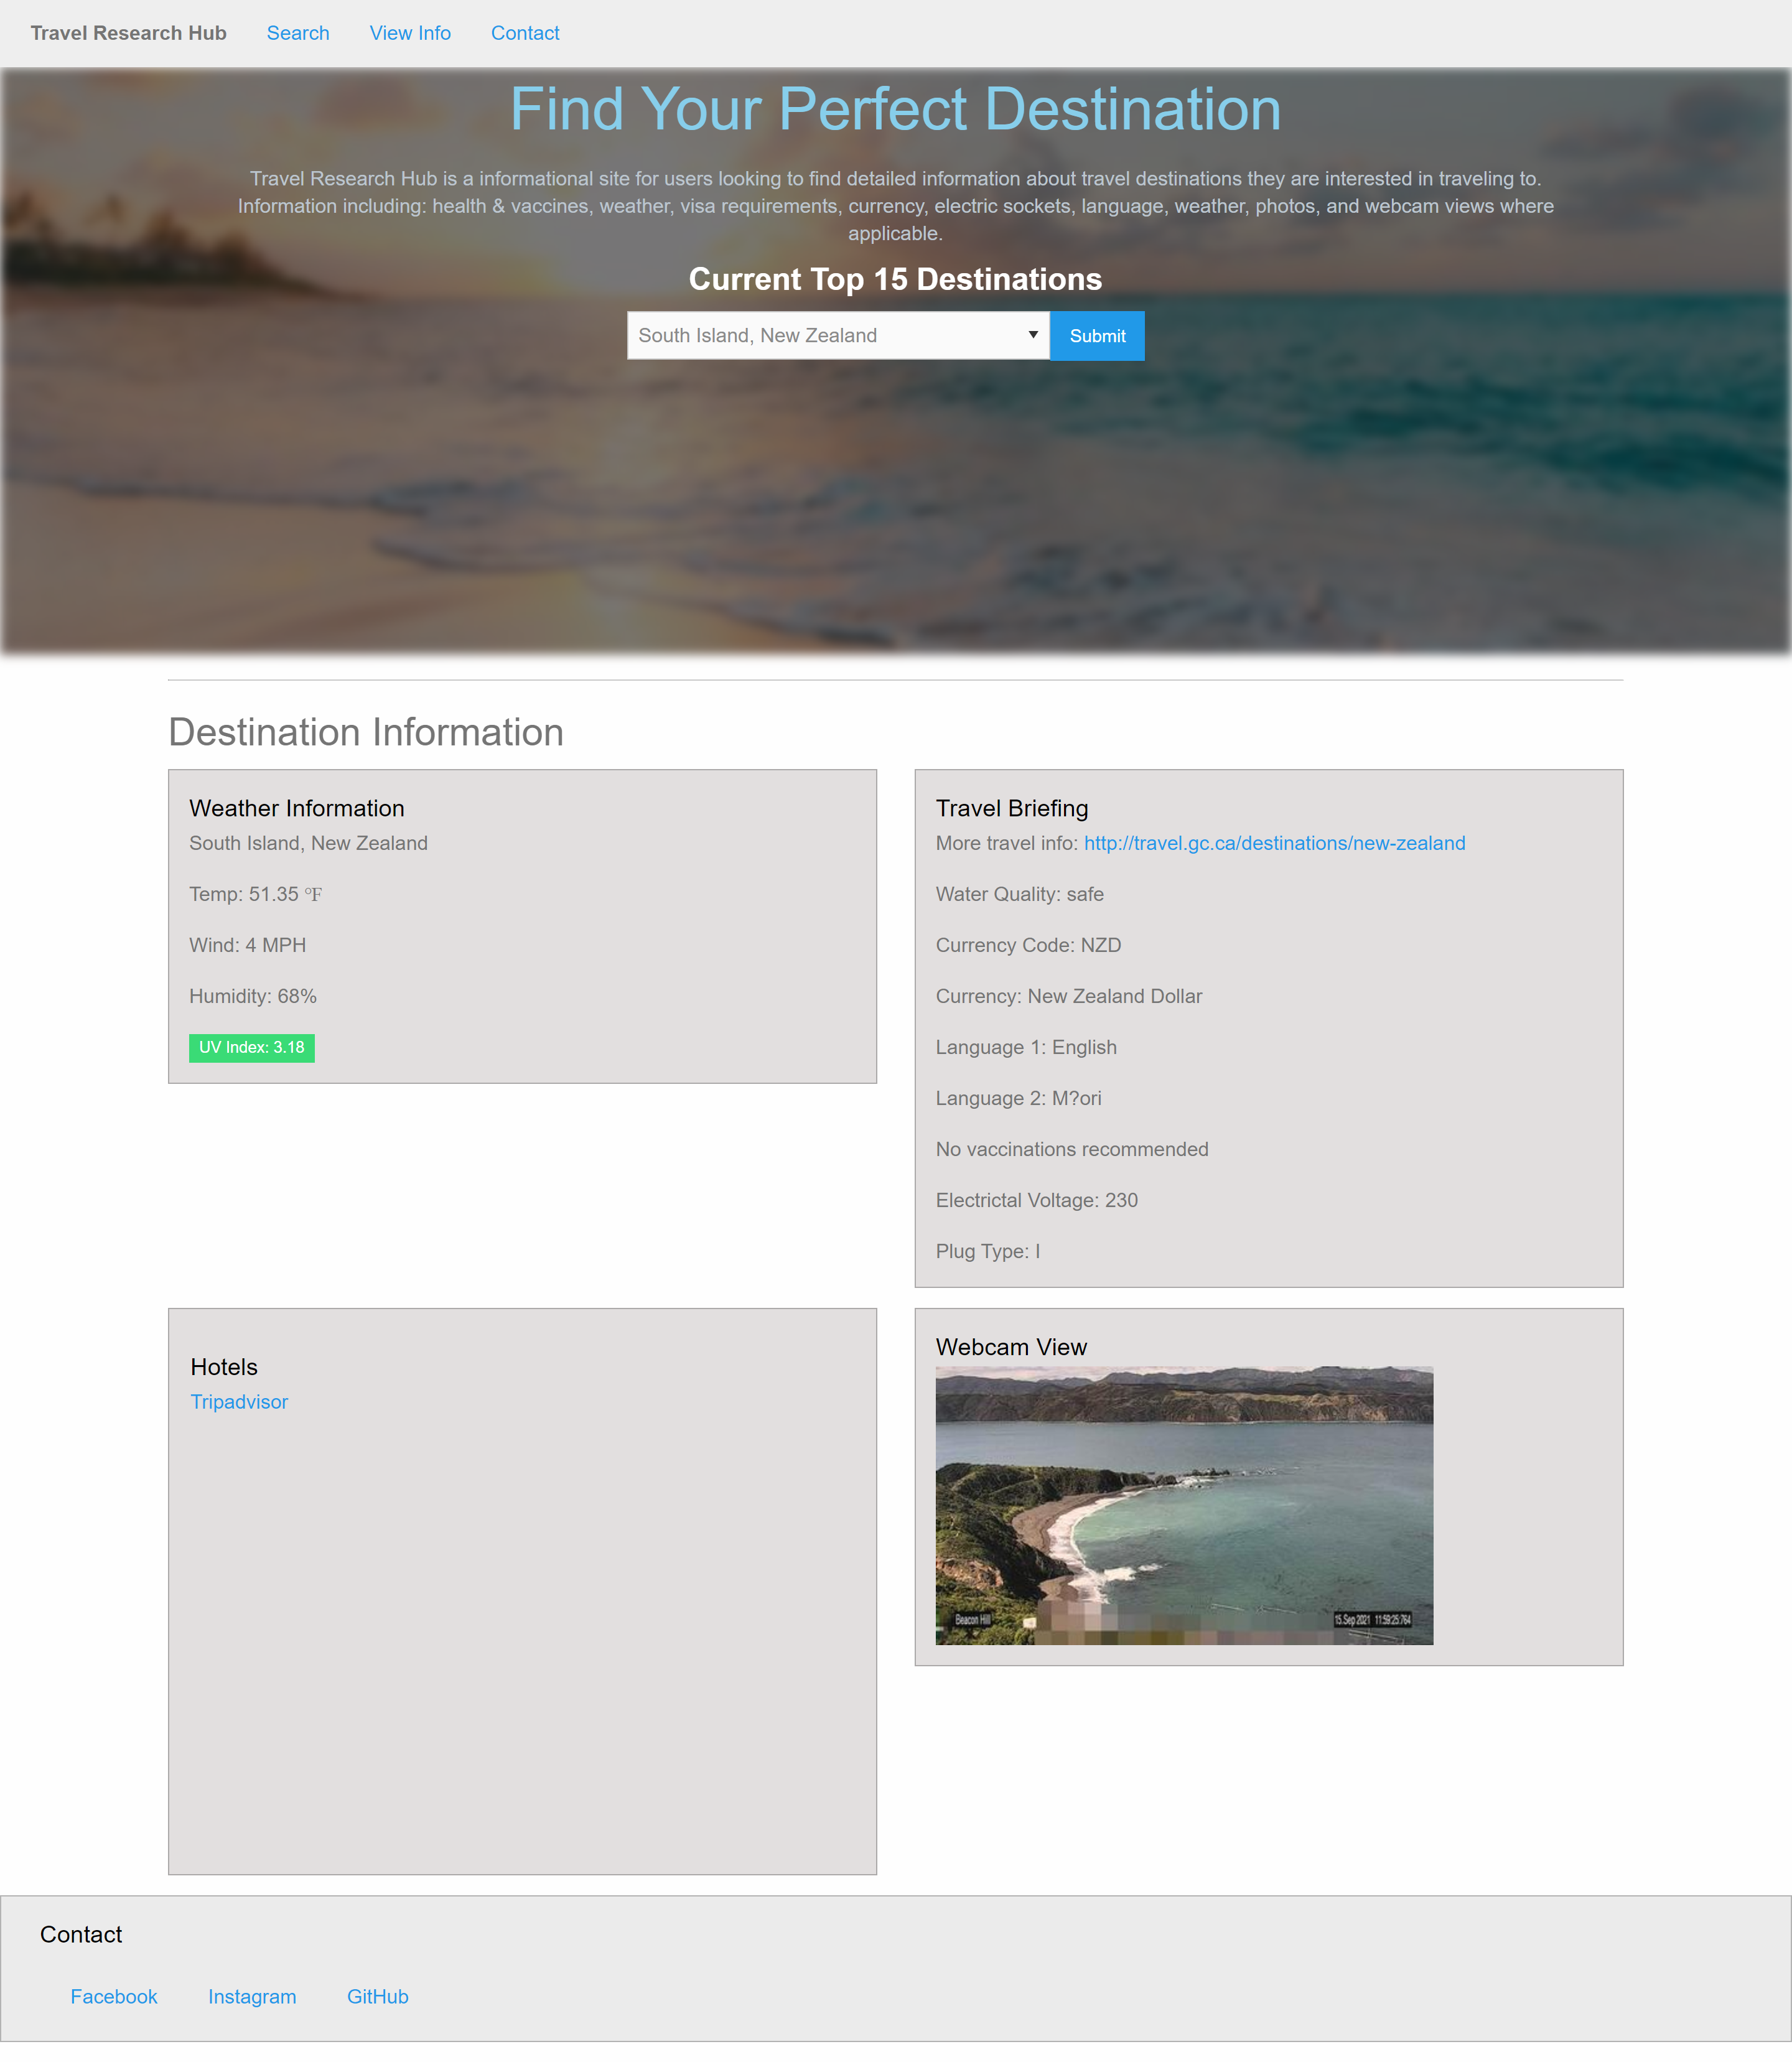 Travel Research Hub Search View Info Contact
Find Your Perfect Destination
Travel Research Hub is a informational site for users looking to find detailed information about travel destinations they are interested in traveling to.
Information including: health & vaccines, weather, visa requirements, currency, electric sockets, language, weather, photos, and webcam views where
applicable.
Current Top 15 Destinations
South Island, New Zealand
Submit
Destination Information
Weather Information
South Island, New Zealand
Temp: 51.35 °F
Wind: 4 MPH
Humidity: 68%
UV Index: 3.18
Travel Briefing
More travel info: http://travel.gc.ca/destinations/new-zealand
Water Quality: safe
Currency Code: NZD
Currency: New Zealand Dollar
Language 1: English
Language 2: M?ori
No vaccinations recommended
Electrictal Voltage: 230
Plug Type: I
Hotels
Tripadvisor
Webcam View
Beacon Hill
15.Sep 2021 11:59:25.764
Contact
Facebook Instagram GitHub